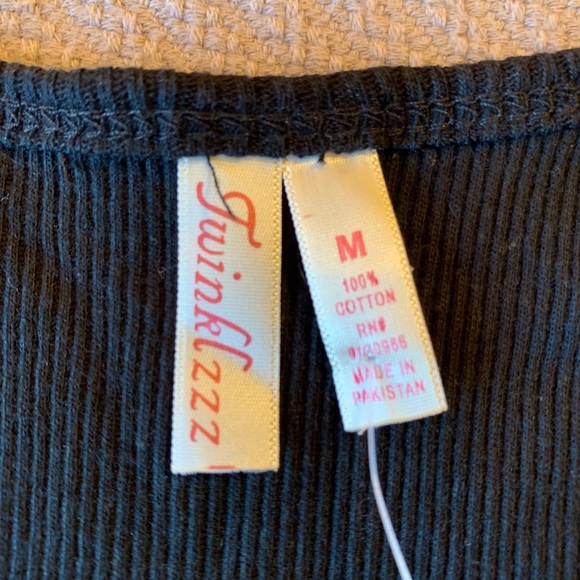 Twinklzzz
M
100%
COTTON
RN#
MADE IN
PAKISTAN